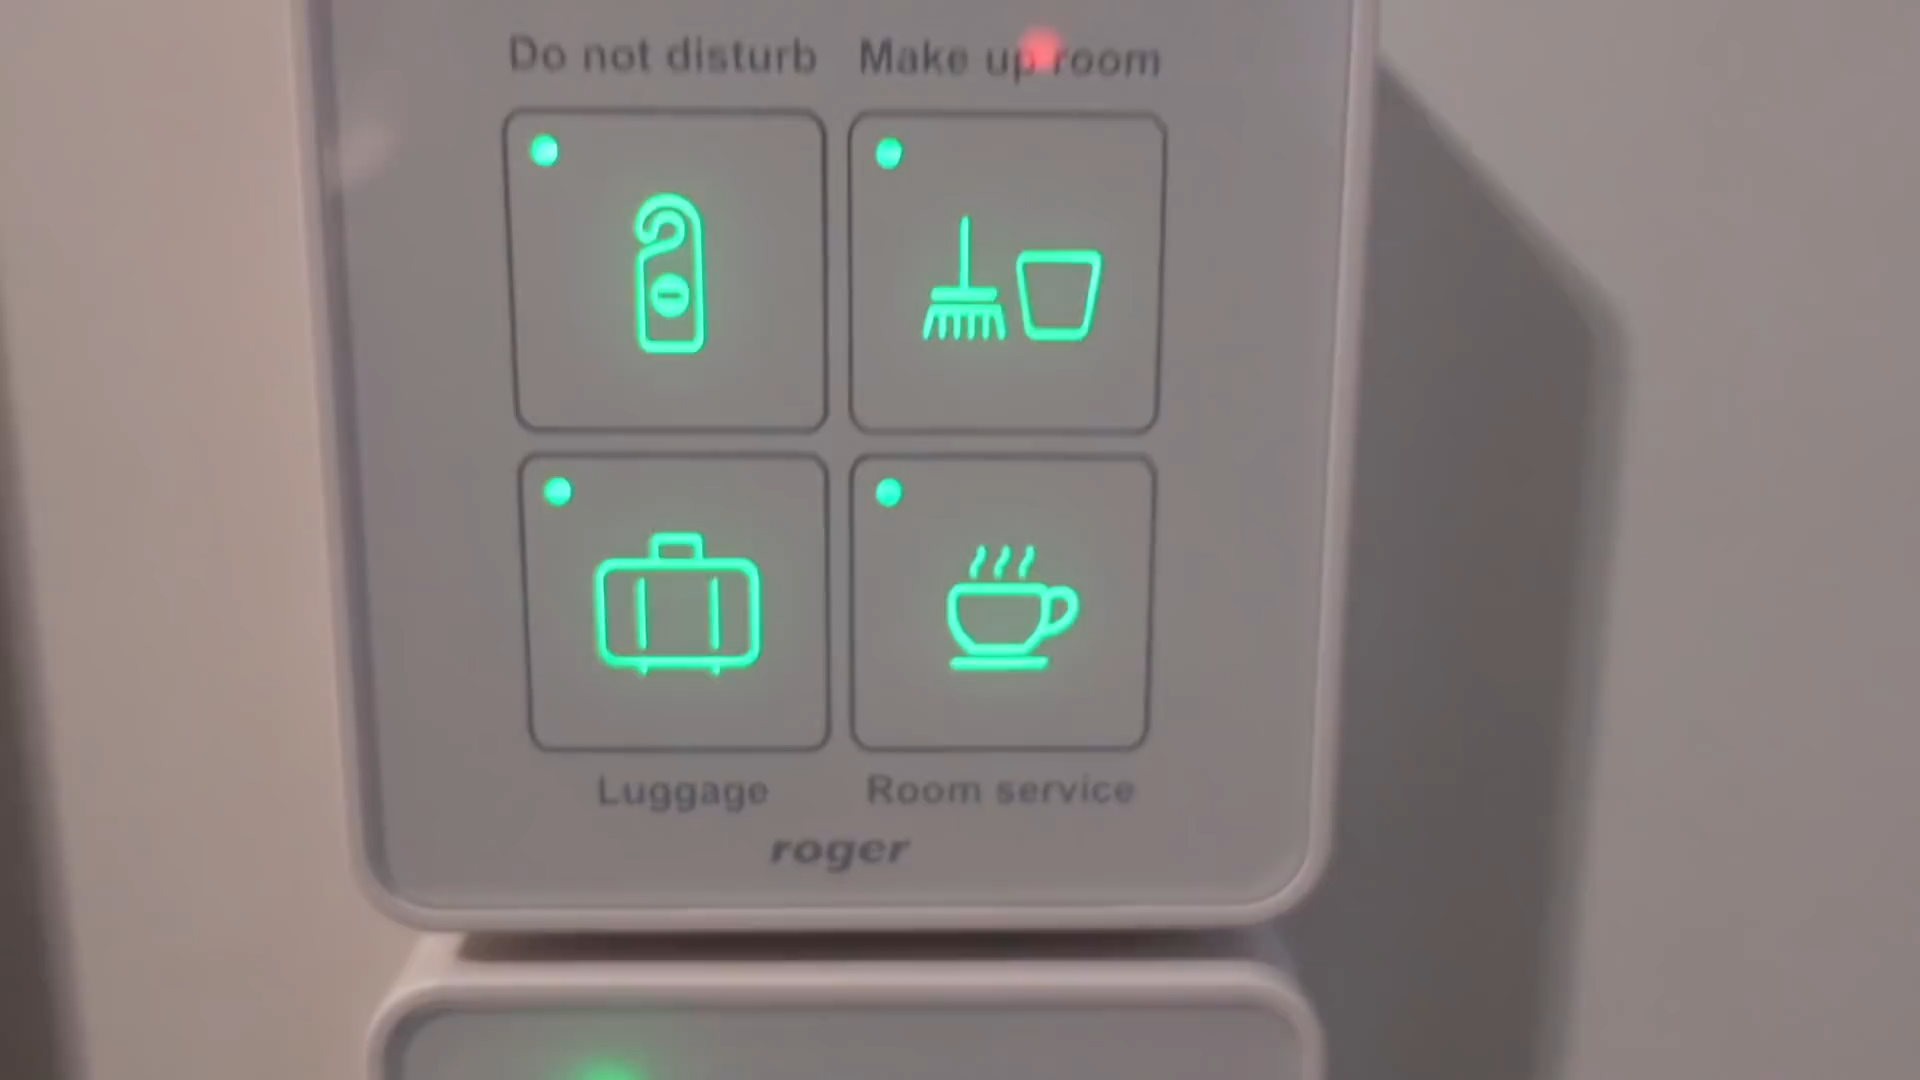 Do not disturb
Make up room
Luggage
Room service
roger